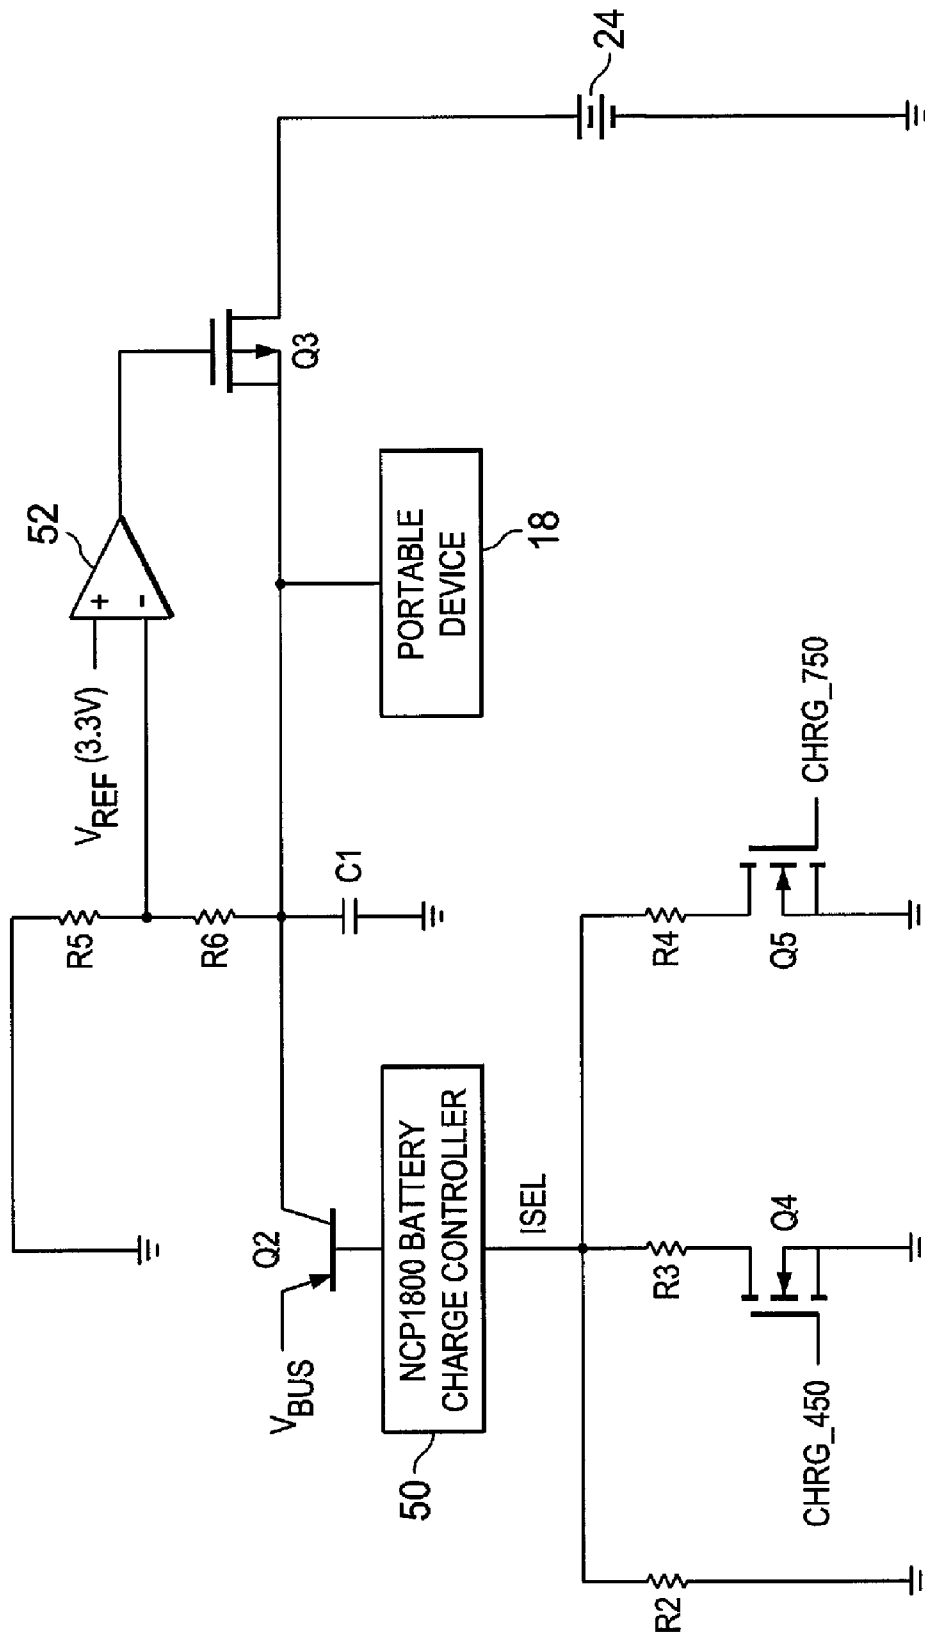 52
24
V_REF (3.3V)
+
-
R5
R6
C1
Q3
Q2
V_BUS
PORTABLE
DEVICE
18
NCP1800 BATTERY
CHARGE CONTROLLER
50
ISEL
R2
R3
Q4
CHRG_450
R4
Q5
CHRG_750